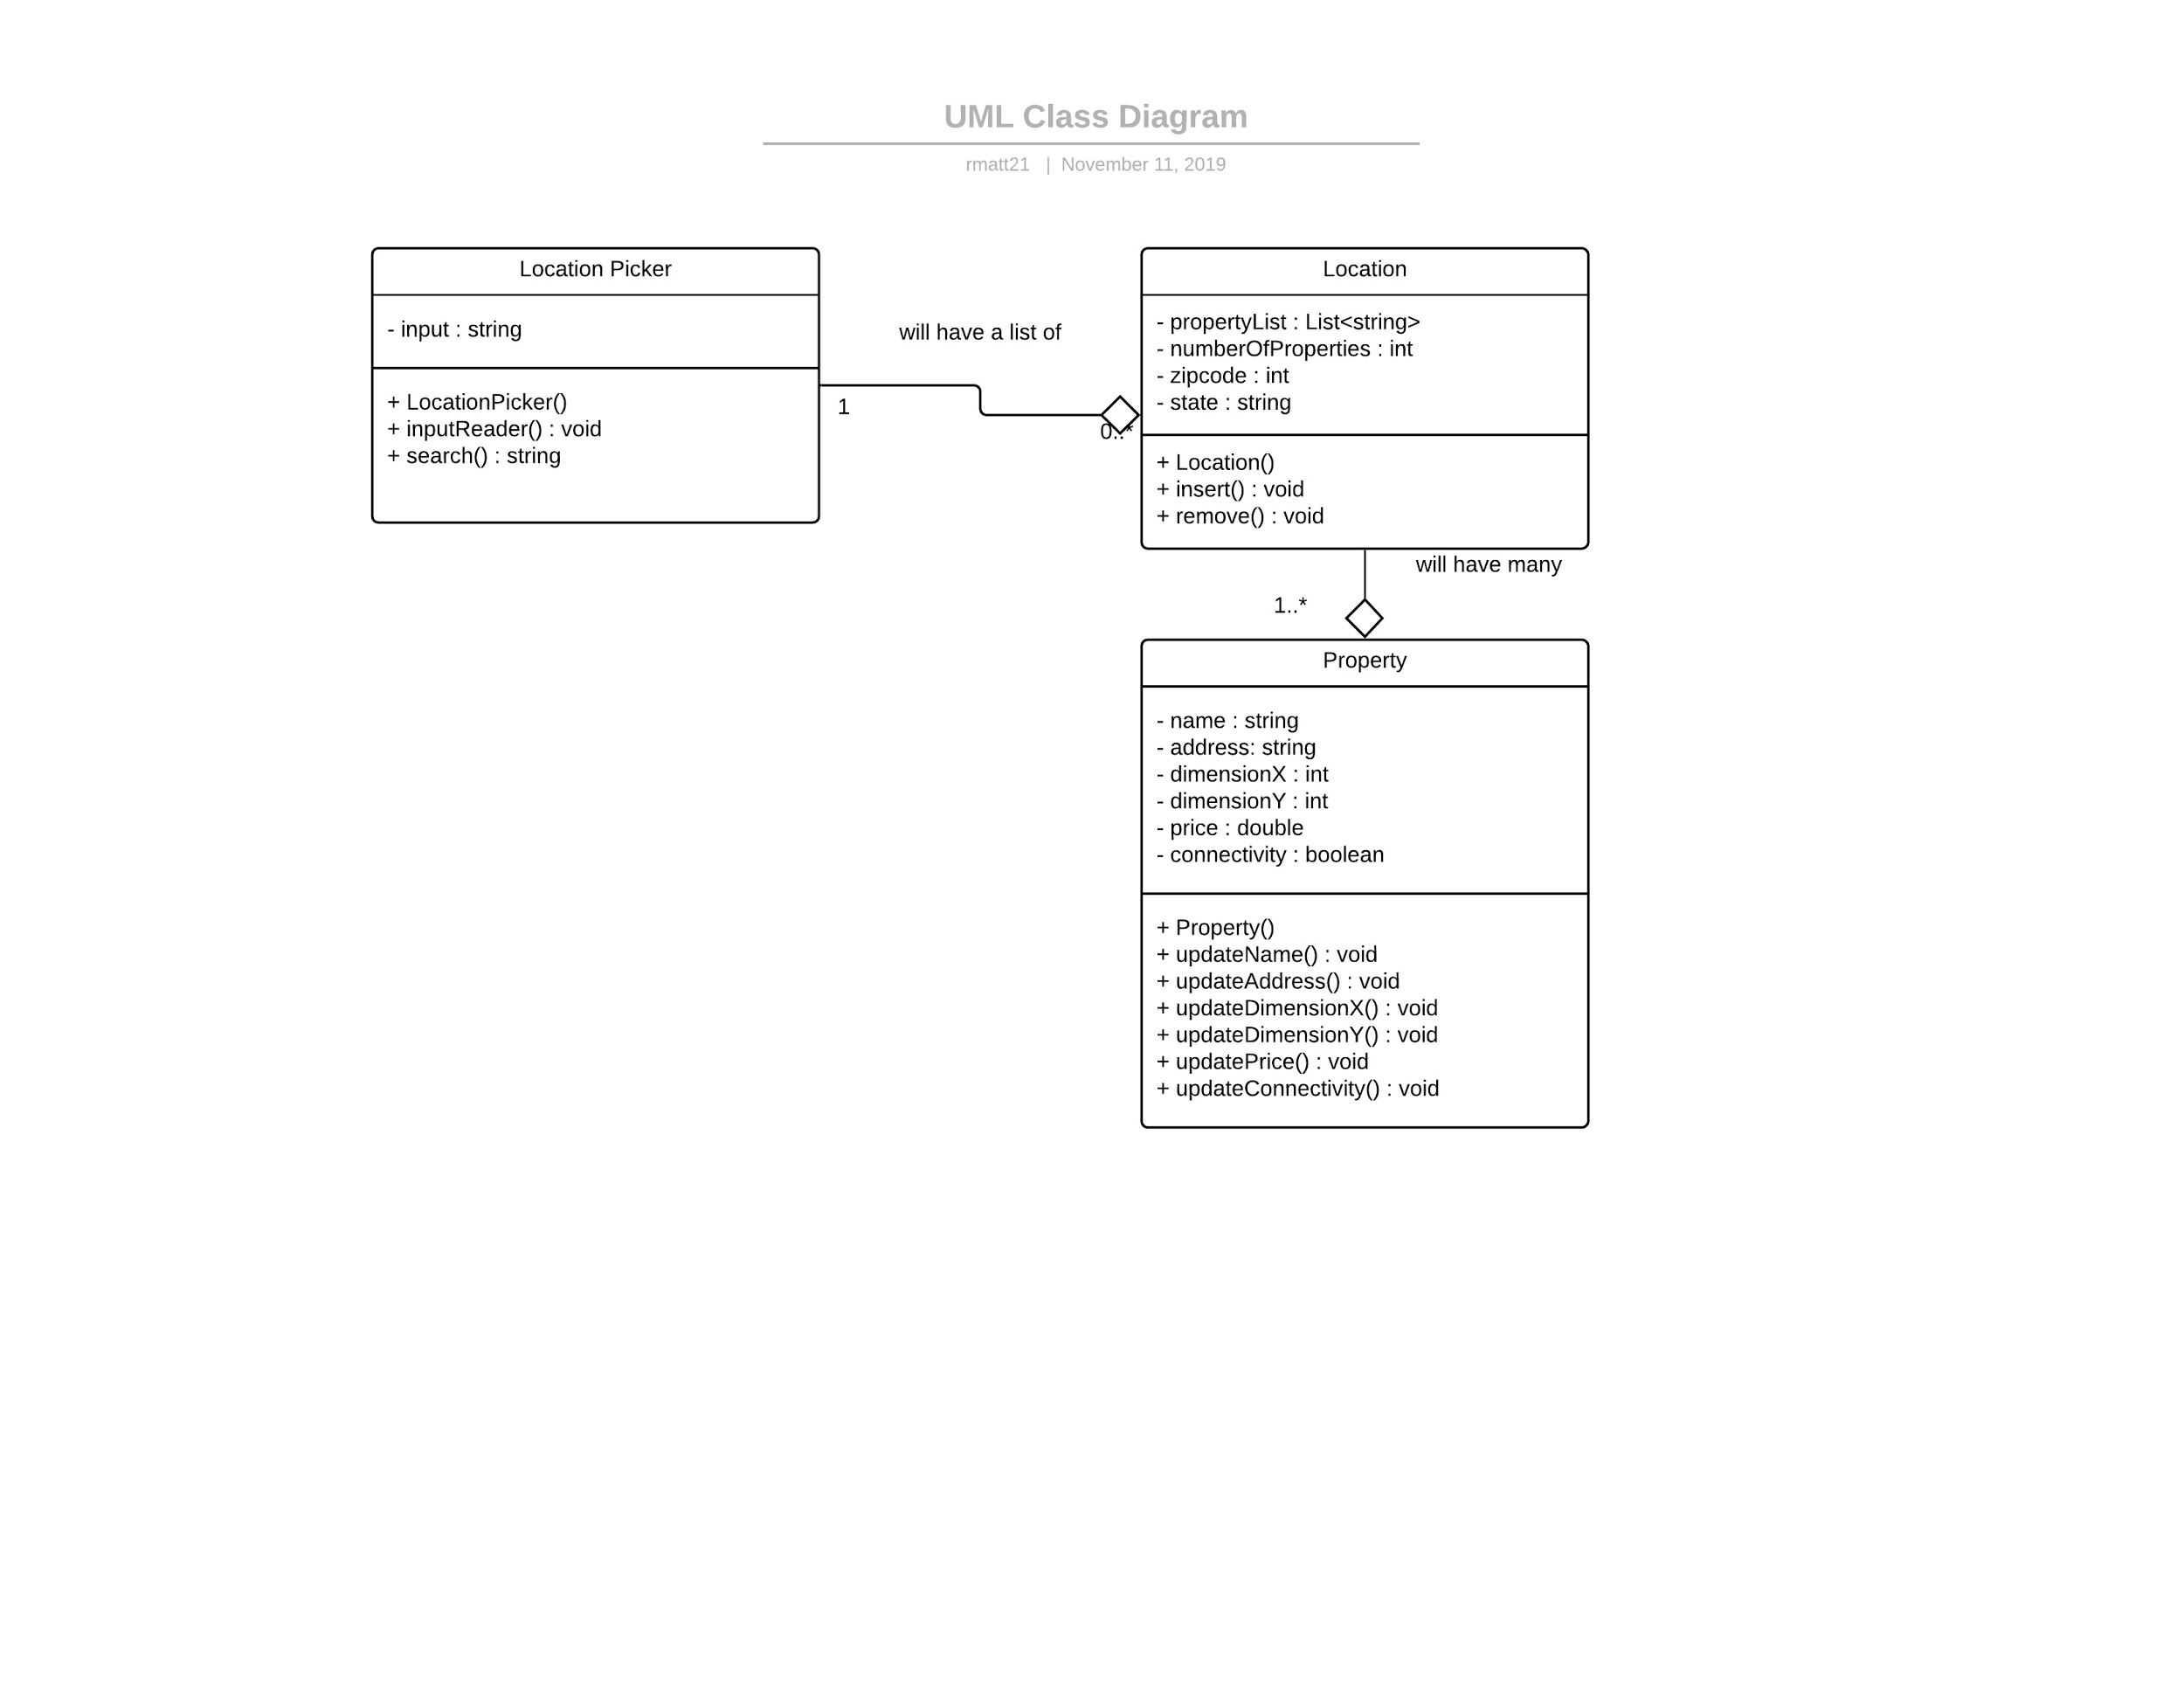 UML Class Diagram
rmatt21 | November 11, 2019
Location Picker
- input : string
+ LocationPicker()
+ inputReader() : void
+ search() : string
will have a list of
1
0..*
Location
- propertyList : List<string>
- numberOfProperties : int
- zipcode : int
- state : string
+ Location()
+ insert() : void
+ remove() : void
will have many
1..*
Property
- name : string
- address: string
- dimensionX : int
- dimensionY : int
- price : double
- connectivity : boolean
+ Property()
+ updateName() : void
+ updateAddress() : void
+ updateDimensionX() : void
+ updateDimensionY() : void
+ updatePrice() : void
+ updateConnectivity() : void